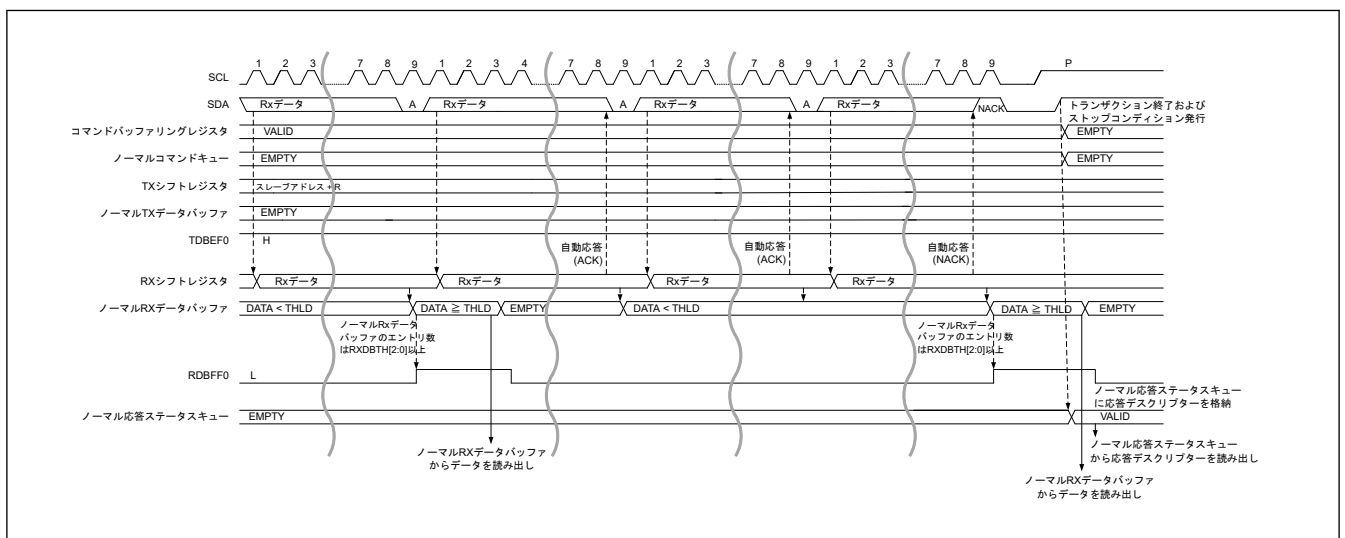 1 2 3 7 8 9 1 2 3 4 7 8 9 1 2 3 7 8 9 1 2 3 7 8 9 P
SCL
SDA Rxデータ A Rxデータ A Rxデータ A Rxデータ NACK トランザクション終了および
ストップコンディション発行
コマンドバッファリングレジスタ VALID EMPTY
ノーマルコマンドキュー EMPTY EMPTY
TXシフトレジスタ スレーブアドレス + R
ノーマルTXデータバッファ EMPTY
TDBEF0 H
自動応答
(ACK)
自動応答
(ACK)
自動応答
(NACK)
RXシフトレジスタ Rxデータ Rxデータ Rxデータ Rxデータ
ノーマルRXデータバッファ DATA < THLD DATA ≧ THLD EMPTY DATA < THLD DATA ≧ THLD EMPTY
ノーマルRxデータ
バッファのエントリ数
はRXDBTH[2:0]以上
ノーマルRxデータ
バッファのエントリ数
はRXDBTH[2:0]以上
RDBFF0 L
ノーマル応答ステータスキュー
に応答デスクリプターを格納
ノーマル応答ステータスキュー EMPTY VALID
ノーマルRXデータバッファ
からデータを読み出し
ノーマル応答ステータスキュー
から応答デスクリプターを読み出し
ノーマルRXデータバッファ
からデータを読み出し